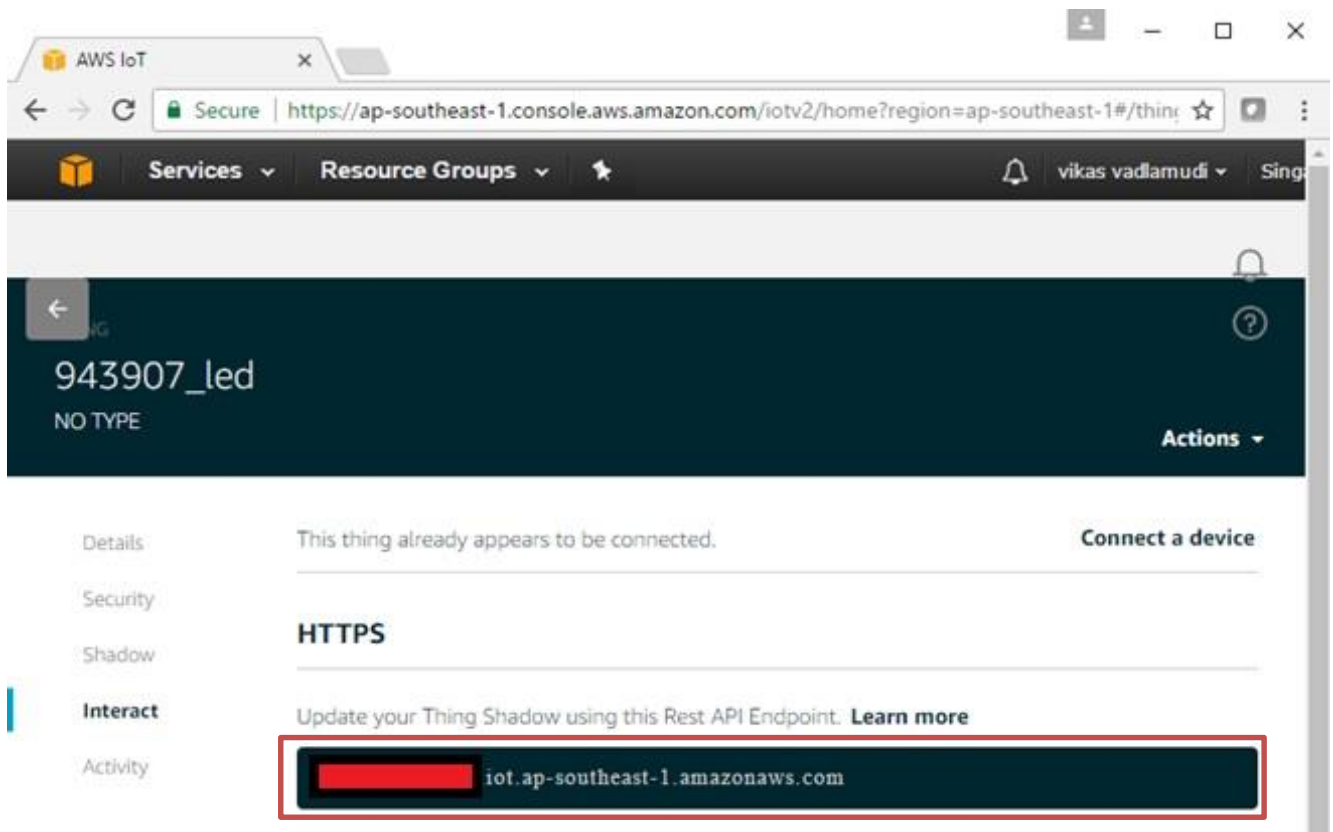 AWS IoT
Secure | https://ap-southeast-1.console.aws.amazon.com/iotv2/home?region=ap-southeast-1#/thing
Services Resource Groups vikas vadlamudi Singa
943907_led
NO TYPE
Actions
Details
Security
Shadow
Interact
Activity
This thing already appears to be connected. Connect a device
HTTPS
Update your Thing Shadow using this Rest API Endpoint. Learn more
iot.ap-southeast-1.amazonaws.com